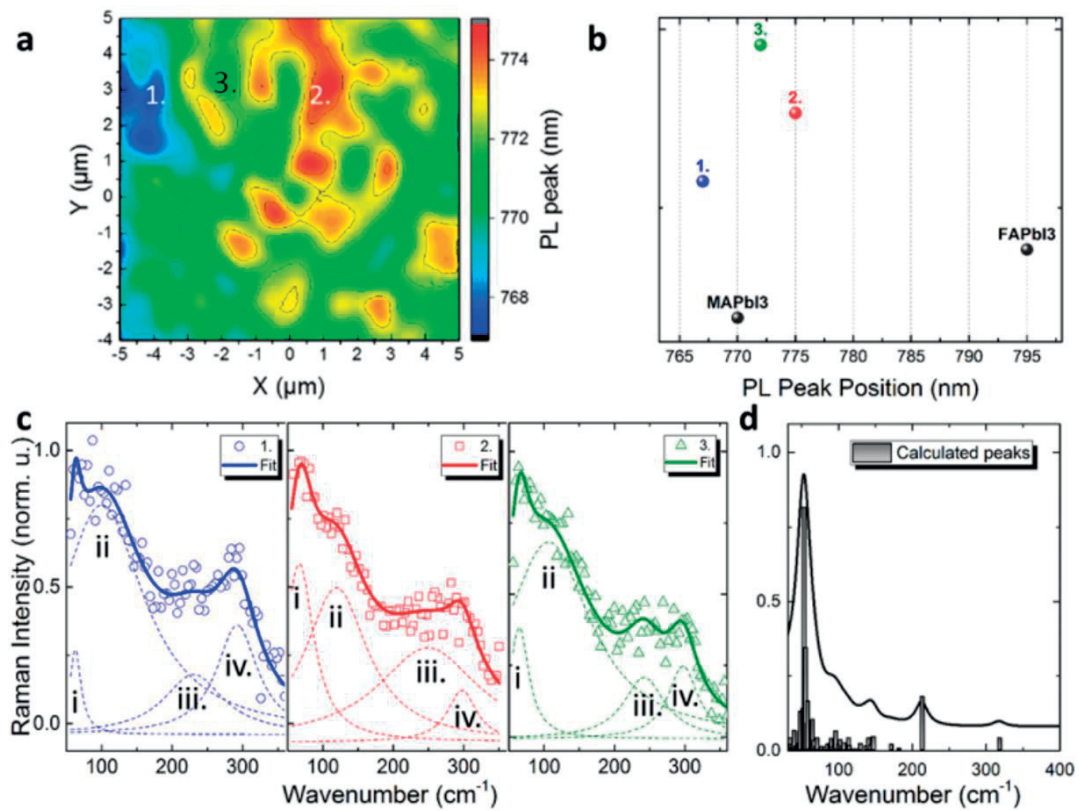 a
5
4
3
2
1
0
-1
-2
-3
-4
-5 -4 -3 -2 -1 0 1 2 3 4 5
Y (μm)
X (μm)
1.
3.
2.
774
772
770
768
PL peak (nm)
b
3.
2.
1.
FAPbI3
MAPbI3
765 770 775 780 785 790 795
PL Peak Position (nm)
c
1.0
0.5
0.0
Raman Intensity (norm. u.)
1.
Fit
ii
i
iii.
iv.
100 200 300
2.
Fit
i
ii
iii.
iv.
100 200 300
3.
Fit
ii
i
iii.
iv.
100 200 300
Wavenumber (cm-1)
d
Calculated peaks
1.0
0.5
0.0
100 200 300 400
Wavenumber (cm-1)